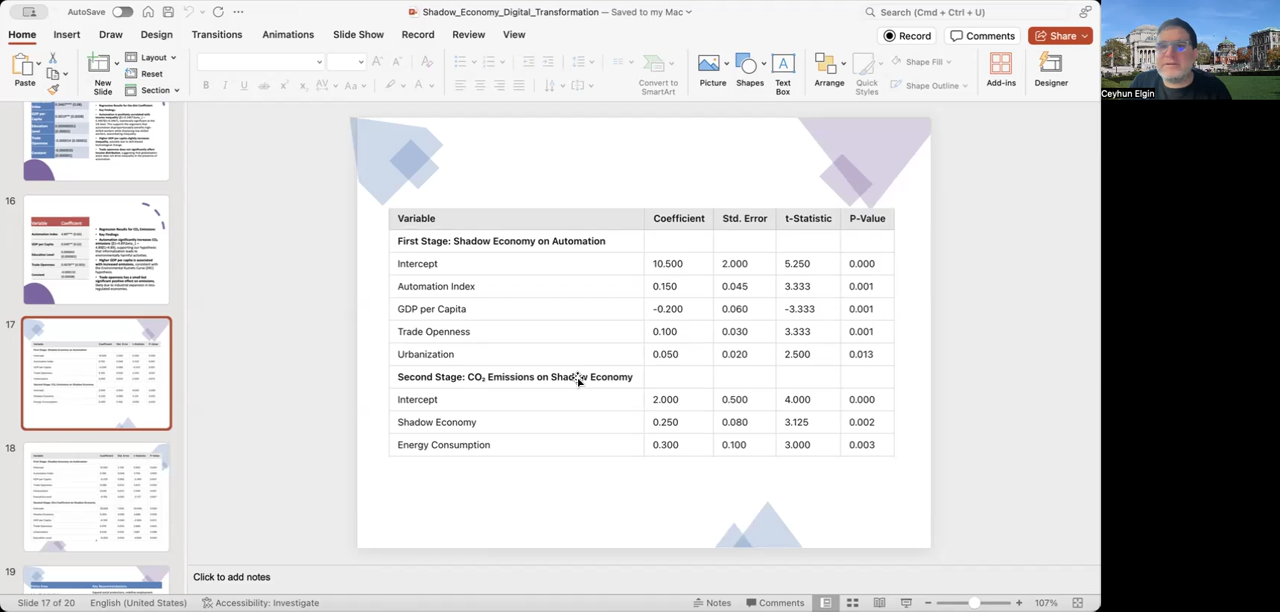 AutoSave
Shadow_Economy_Digital_Transformation — Saved to my Mac
Search (Cmd + Ctrl + U)
Home Insert Draw Design Transitions Animations Slide Show Record Review View
Record Comments Share
Paste
New Slide
Layout
Reset
Section
Convert to SmartArt
Picture
Shapes
Text Box
Arrange
Quick Styles
Shape Fill
Shape Outline
Add-ins
Designer
Ceyhun Elgin
16
17
18
19
Variable Coefficient Std. Error t-Statistic P-Value
First Stage: Shadow Economy on Automation
Intercept 10.500 2.000 5.250 0.000
Automation Index 0.150 0.045 3.333 0.001
GDP per Capita -0.200 0.060 -3.333 0.001
Trade Openness 0.100 0.030 3.333 0.001
Urbanization 0.050 0.020 2.500 0.013
Second Stage: CO₂ Emissions on Shadow Economy
Intercept 2.000 0.500 4.000 0.000
Shadow Economy 0.250 0.080 3.125 0.002
Energy Consumption 0.300 0.100 3.000 0.003
Click to add notes
Slide 17 of 20 English (United States) Accessibility: Investigate Notes Comments 107%